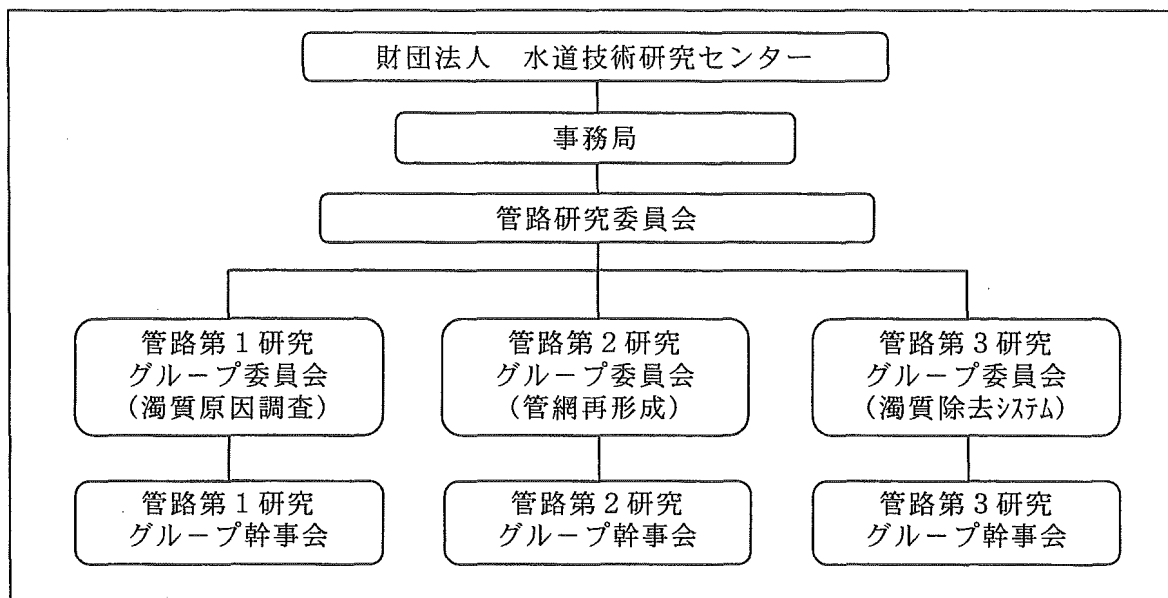 財団法人　水道技術研究センター
事務局
管路研究委員会
管路第１研究
グループ委員会
（濁質原因調査）
管路第２研究
グループ委員会
（管網再形成）
管路第３研究
グループ委員会
（濁質除去ｼｽﾃﾑ）
管路第１研究
グループ幹事会
管路第２研究
グループ幹事会
管路第３研究
グループ幹事会